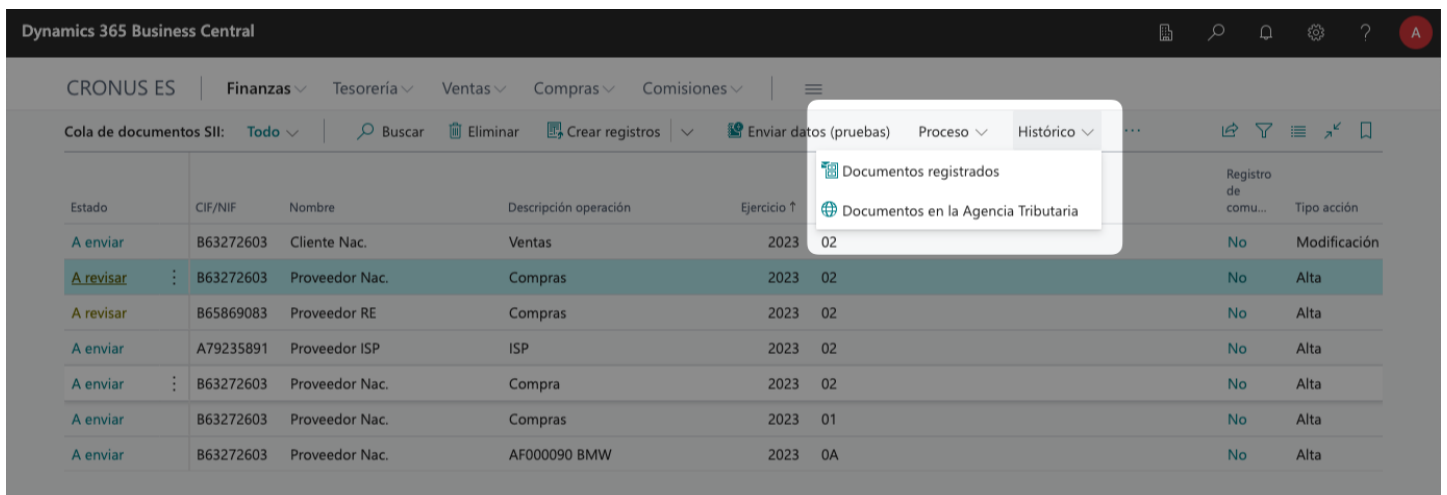 Dynamics 365 Business Central
A
CRONUS ES Finanzas Tesorería Ventas Compras Comisiones
Cola de documentos SII: Todo Buscar Eliminar Crear registros Enviar datos (pruebas) Proceso Histórico ...
Documentos registrados
Documentos en la Agencia Tributaria
Estado CIF/NIF Nombre Descripción operación Ejercicio ↑ Registro de comu... Tipo acción
A enviar B63272603 Cliente Nac. Ventas 2023 02 No Modificación
A revisar B63272603 Proveedor Nac. Compras 2023 02 No Alta
A revisar B65869083 Proveedor RE Compras 2023 02 No Alta
A enviar A79235891 Proveedor ISP ISP 2023 02 No Alta
A enviar B63272603 Proveedor Nac. Compra 2023 02 No Alta
A enviar B63272603 Proveedor Nac. Compras 2023 01 No Alta
A enviar B63272603 Proveedor Nac. AF000090 BMW 2023 0A No Alta